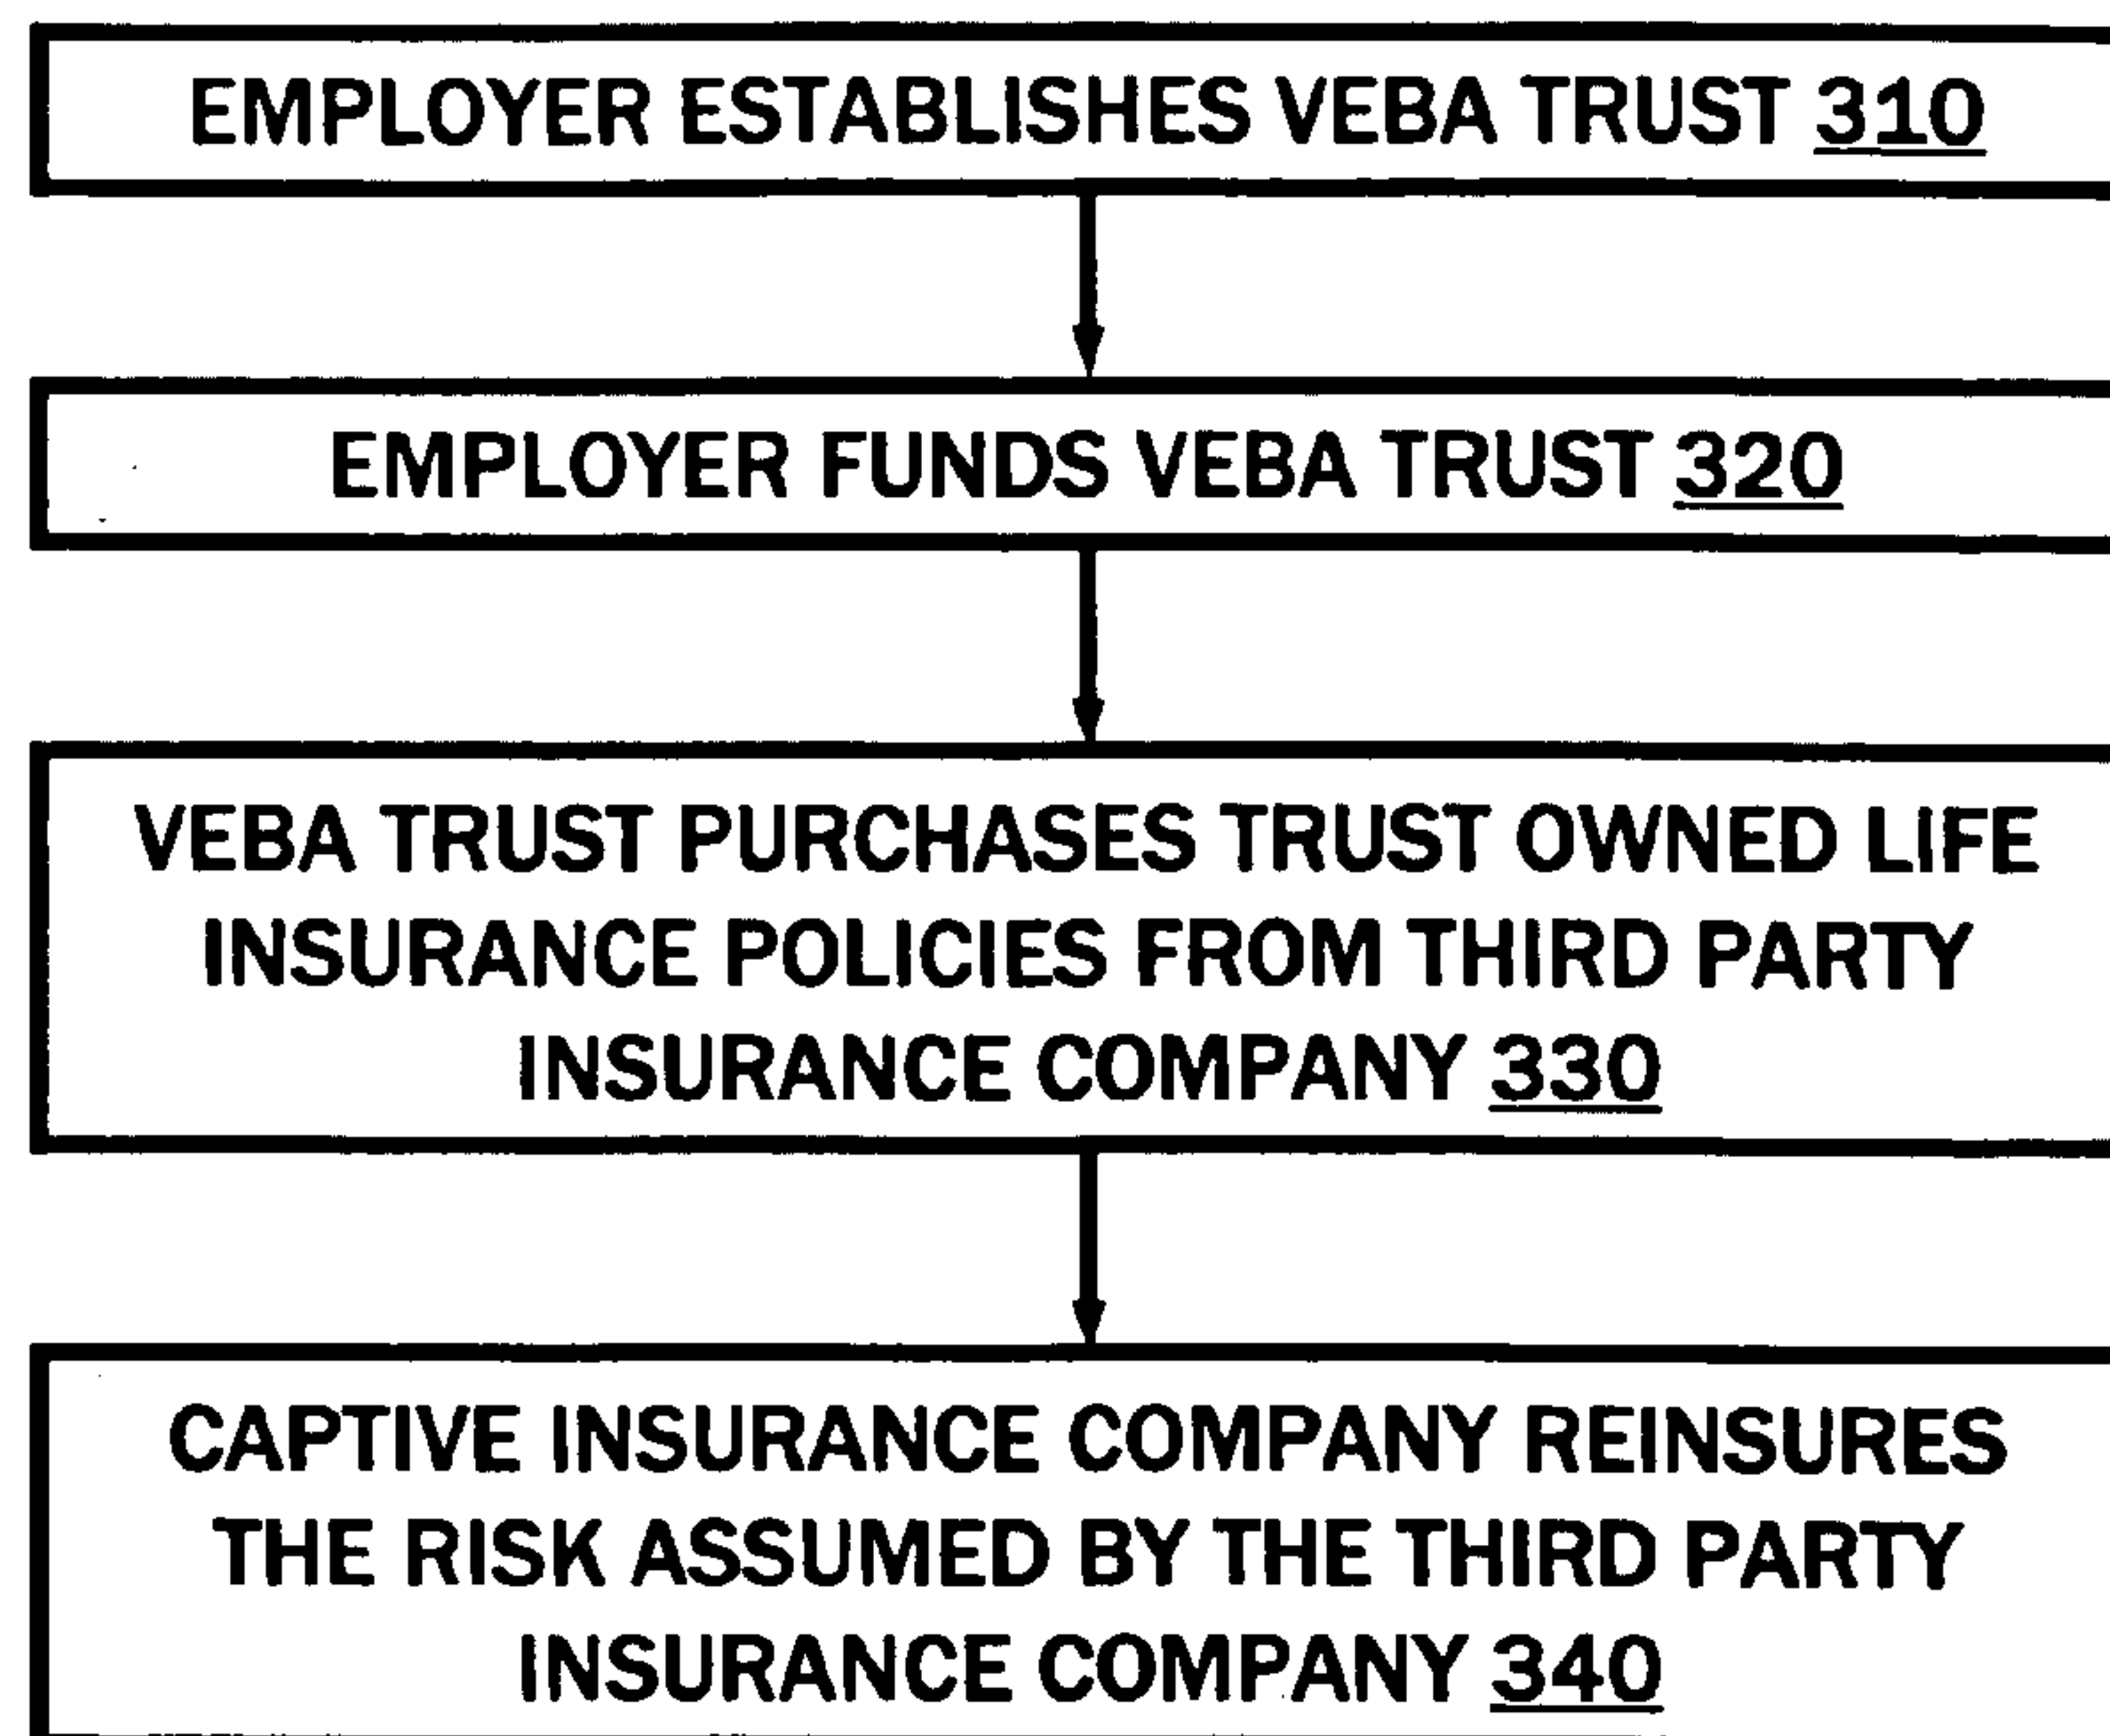 EMPLOYER ESTABLISHES VEBA TRUST 310
EMPLOYER FUNDS VEBA TRUST 320
VEBA TRUST PURCHASES TRUST OWNED LIFE
INSURANCE POLICIES FROM THIRD PARTY
INSURANCE COMPANY 330
CAPTIVE INSURANCE COMPANY REINSURES
THE RISK ASSUMED BY THE THIRD PARTY
INSURANCE COMPANY 340